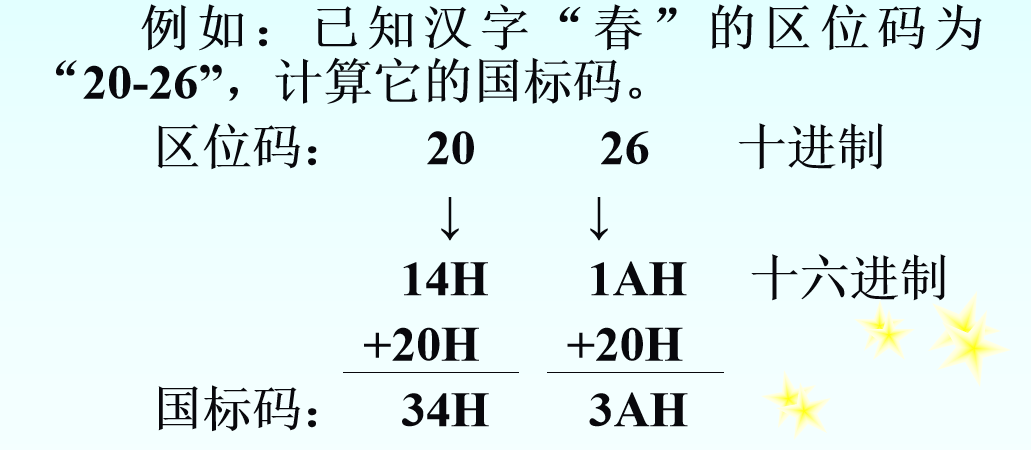 例如：已知汉字“春”的区位码为
“20-26”，计算它的国标码。
区位码： 20 26 十进制
↓ ↓
14H 1AH 十六进制
+20H +20H
国标码： 34H 3AH